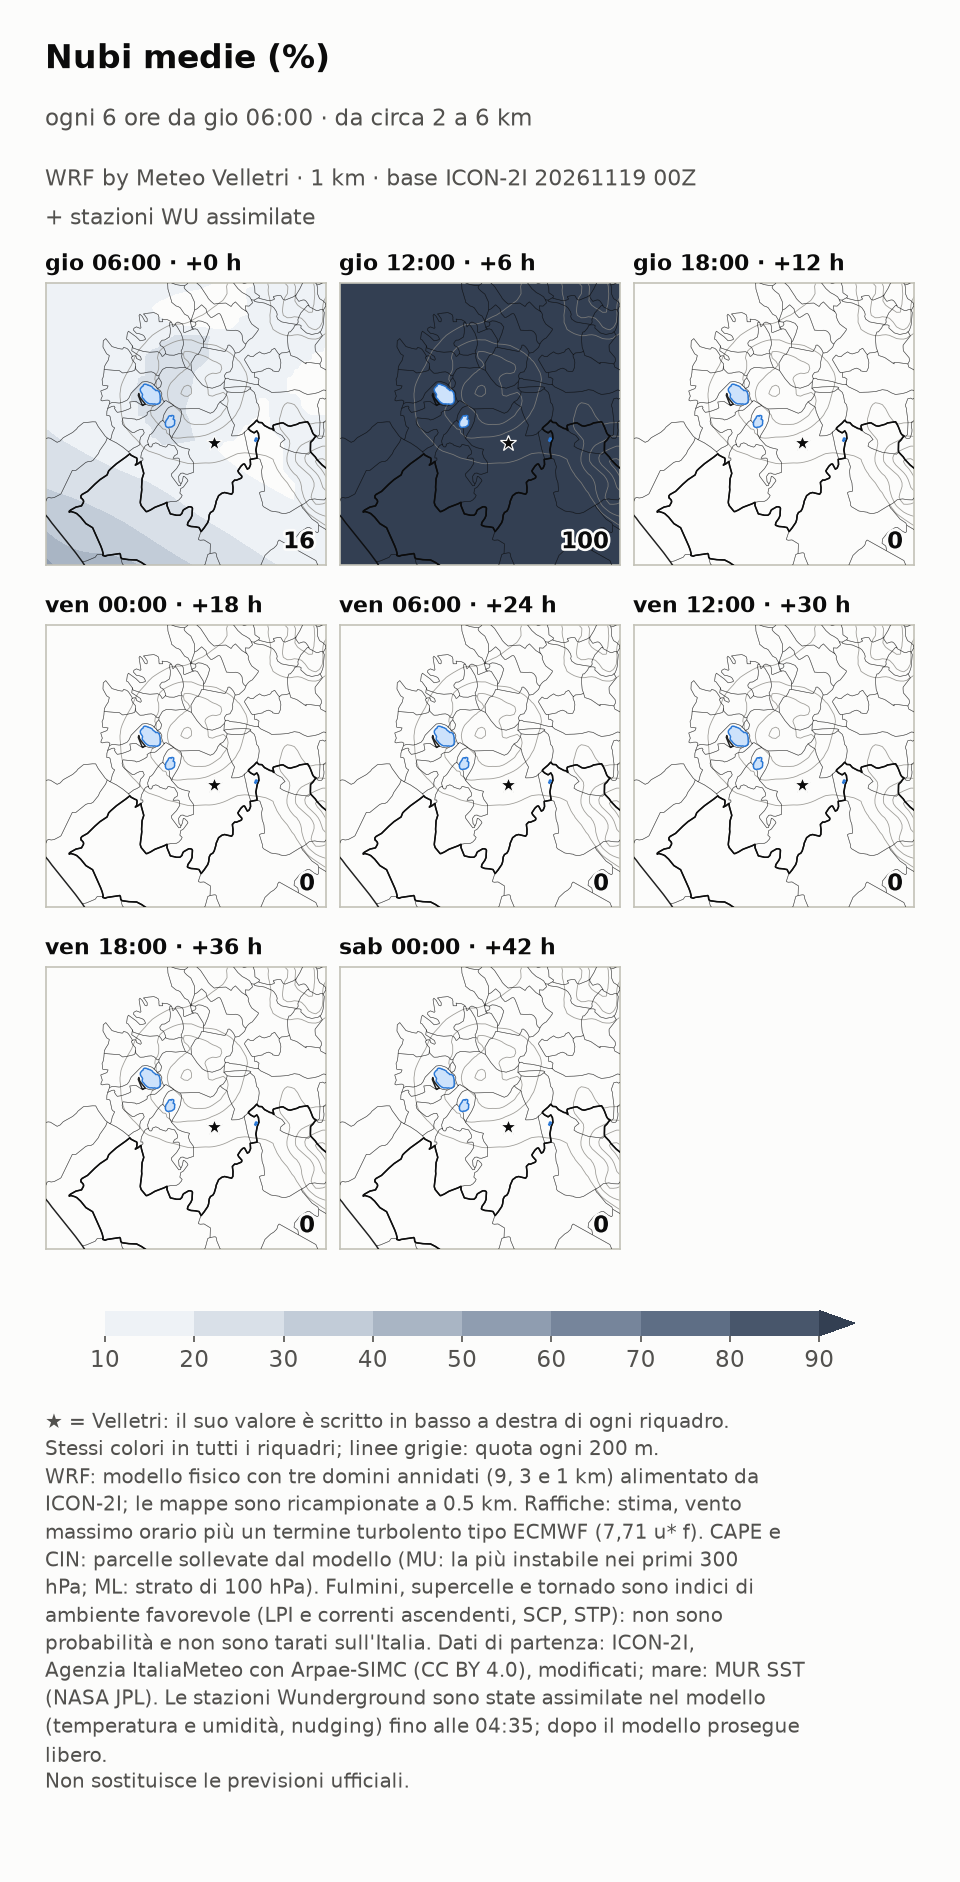 Nubi medie (%)
ogni 6 ore da gio 06:00 · da circa 2 a 6 km
WRF by Meteo Velletri · 1 km · base ICON-2I 20261119 00Z
+ stazioni WU assimilate
gio 06:00 · +0 h
gio 12:00 · +6 h
gio 18:00 · +12 h
16
100
0
ven 00:00 · +18 h
ven 06:00 · +24 h
ven 12:00 · +30 h
0
0
0
ven 18:00 · +36 h
sab 00:00 · +42 h
0
0
10 20 30 40 50 60 70 80 90
★ = Velletri: il suo valore è scritto in basso a destra di ogni riquadro.
Stessi colori in tutti i riquadri; linee grigie: quota ogni 200 m.
WRF: modello fisico con tre domini annidati (9, 3 e 1 km) alimentato da
ICON-2I; le mappe sono ricampionate a 0.5 km. Raffiche: stima, vento
massimo orario più un termine turbolento tipo ECMWF (7,71 u* f). CAPE e
CIN: parcelle sollevate dal modello (MU: la più instabile nei primi 300
hPa; ML: strato di 100 hPa). Fulmini, supercelle e tornado sono indici di
ambiente favorevole (LPI e correnti ascendenti, SCP, STP): non sono
probabilità e non sono tarati sull'Italia. Dati di partenza: ICON-2I,
Agenzia ItaliaMeteo con Arpae-SIMC (CC BY 4.0), modificati; mare: MUR SST
(NASA JPL). Le stazioni Wunderground sono state assimilate nel modello
(temperatura e umidità, nudging) fino alle 04:35; dopo il modello prosegue
libero.
Non sostituisce le previsioni ufficiali.